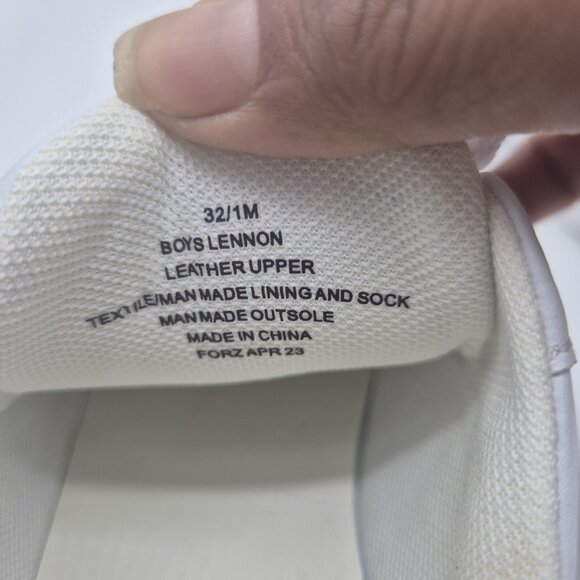 32/1M
BOYS LENNON
LEATHER UPPER
TEXTILE/MAN MADE LINING AND SOCK
MAN MADE OUTSOLE
MADE IN CHINA
FORZ APR 23